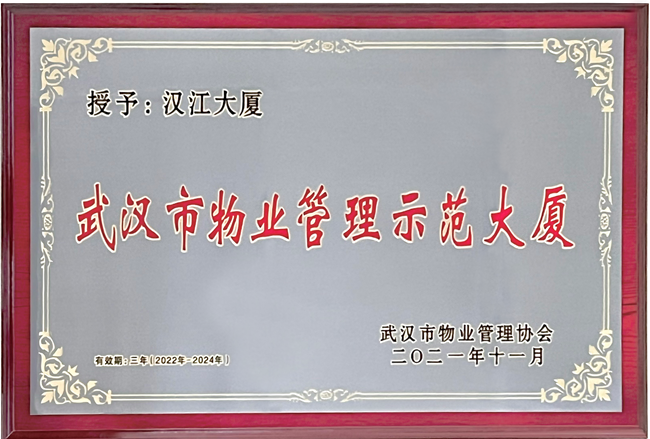 授予：汉江大厦
武汉市物业管理示范大厦
武汉市物业管理协会
有效期：三年（2022年-2024年）
二〇二一年十一月